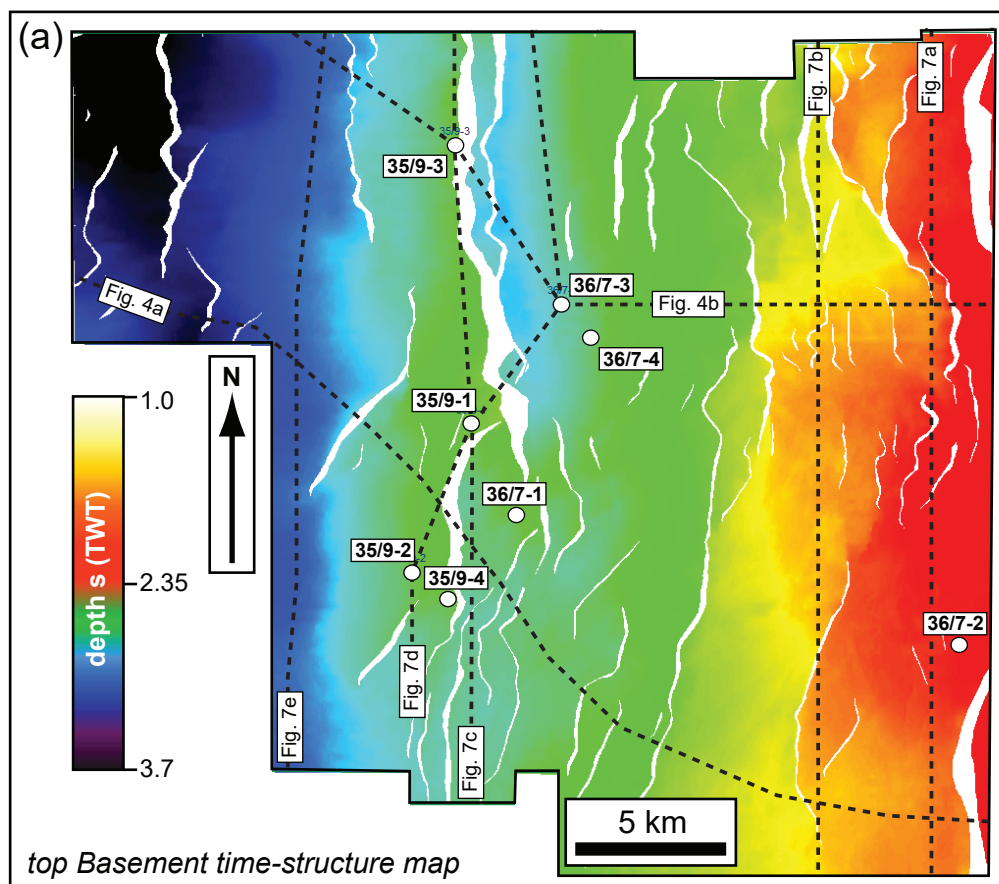 (a)
Fig. 7b
Fig. 7a
35/9-3
35/9-3
36/7-3
Fig. 4b
Fig. 4a
36/7-4
N
1.0
35/9-1
36/7-1
35/9-2
-2
depth s (TWT)
2.35
35/9-4
36/7-2
Fig. 7e
Fig. 7d
Fig. 7c
3.7
5 km
top Basement time-structure map